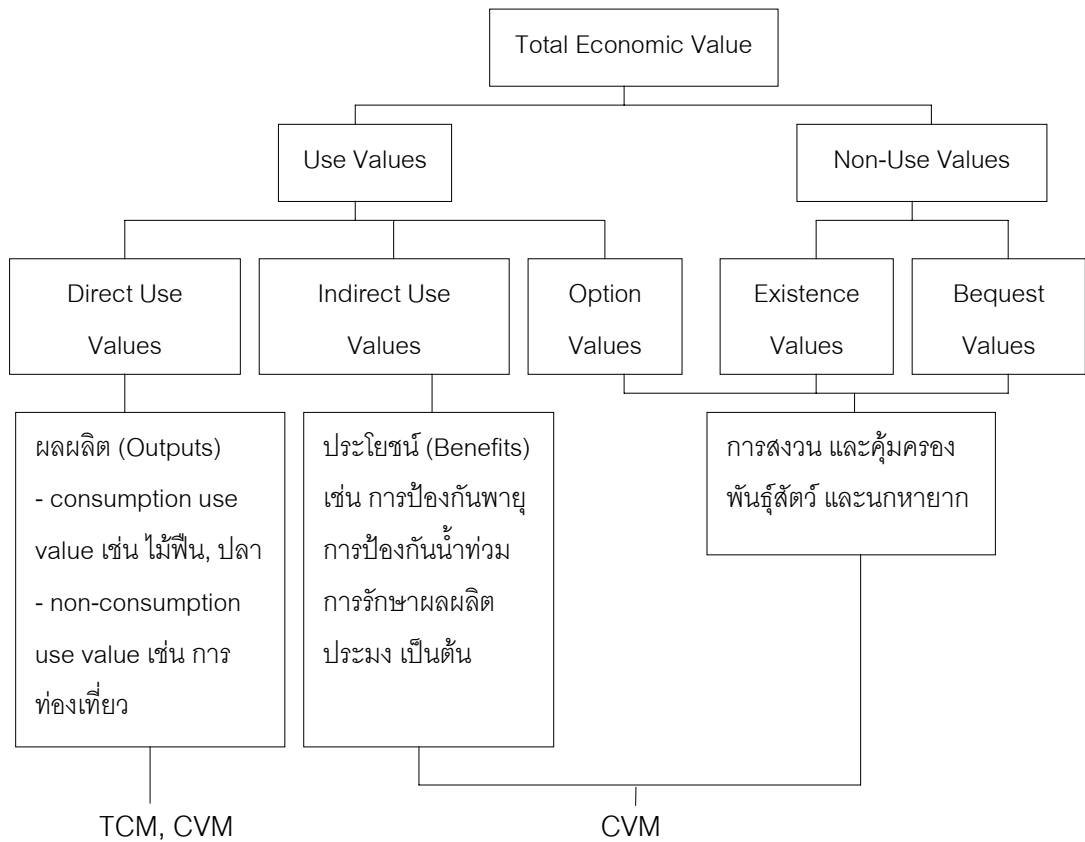 Total Economic Value
Use Values
Non-Use Values
Direct Use
Values
Indirect Use
Values
Option
Values
Existence
Values
Bequest
Values
ผลผลิต (Outputs)
- consumption use
value เช่น ไม้ฟืน, ปลา
- non-consumption
use value เช่น การ
ท่องเที่ยว
ประโยชน์ (Benefits)
เช่น การป้องกันพายุ
การป้องกันน้ำท่วม
การรักษาผลผลิต
ประมง เป็นต้น
การสงวน และคุ้มครอง
พันธุ์สัตว์ และนกหายาก
TCM, CVM
CVM